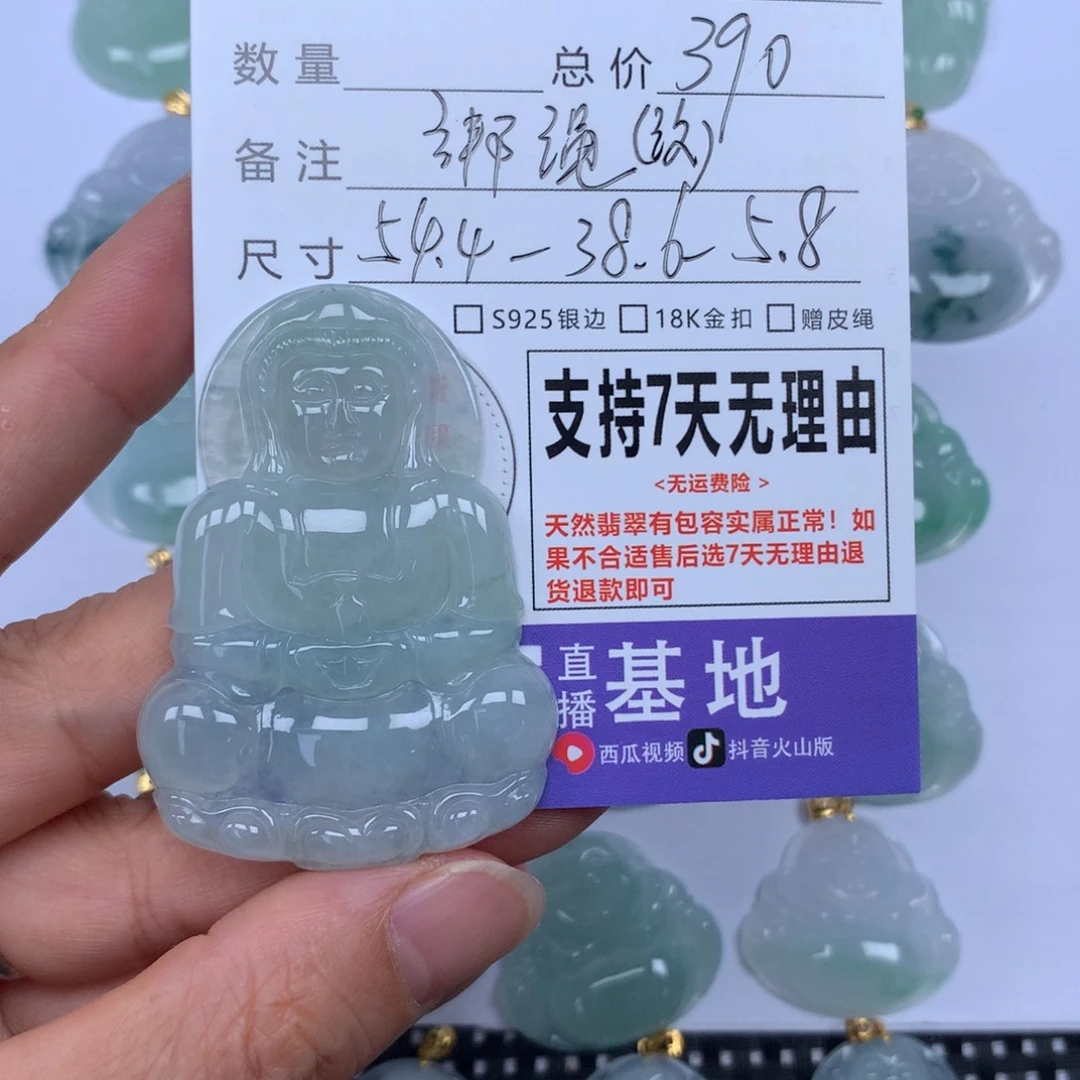 数量 总价 390
备注 绑绳(纹)
尺寸 54.4-38.6 5.8
S925银边 18K金扣 赠皮绳
支持7天无理由
<无运费险>
天然翡翠有包容实属正常！如
果不合适售后选7天无理由退
货退款即可
直播
基地
西瓜视频 抖音火山版